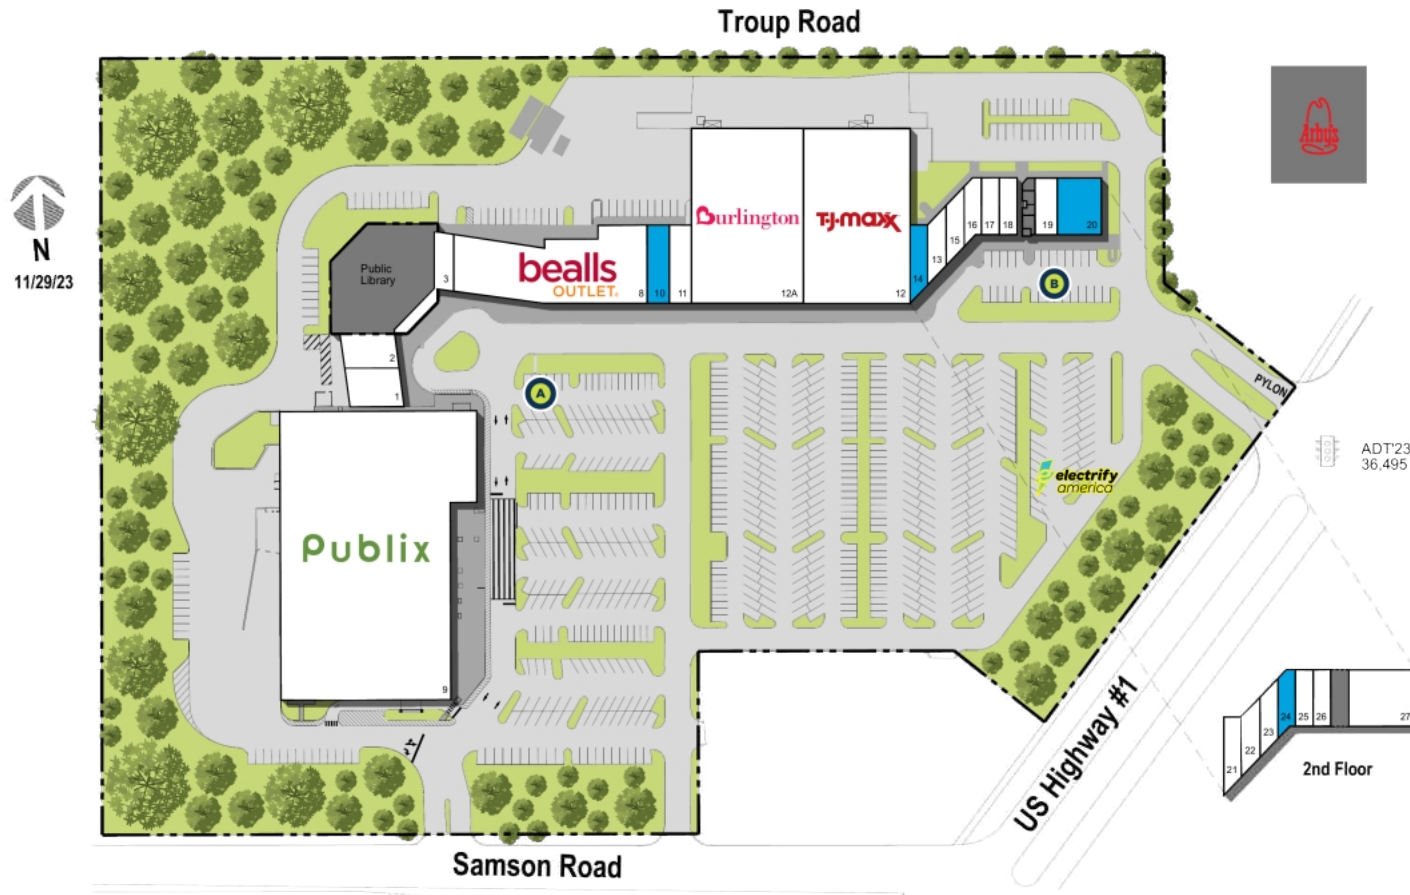 Troup Road
Arby's
N
11/29/23
Public
Library
3
bealls
OUTLET
8
10
11
Burlington
12A
T·J·maxx
12
14
13
15
16
17
18
19
20
B
2
1
A
PYLON
ADT'23
36,495
electrify
america
Publix
9
US Highway #1
21
22
23
24
25
26
27
2nd Floor
Samson Road